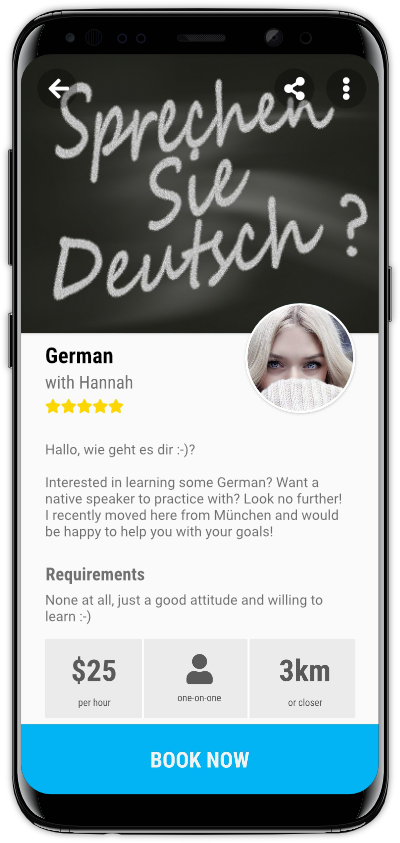 Sprechen
Sie
Deutsch ?
German
with Hannah
Hallo, wie geht es dir :-)?
Interested in learning some German? Want a
native speaker to practice with? Look no further!
I recently moved here from München and would
be happy to help you with your goals!
Requirements
None at all, just a good attitude and willing to
learn :-)
$25
per hour
one-on-one
3km
or closer
BOOK NOW